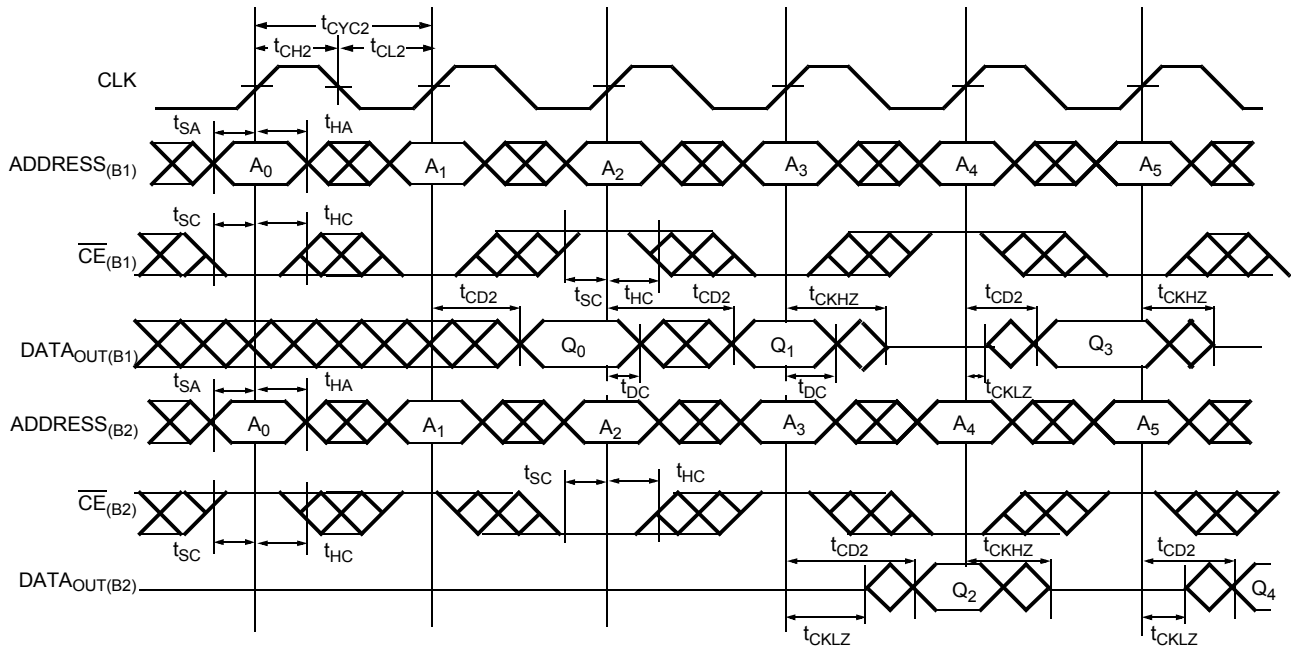 tCYC2
tCH2 tCL2
CLK
tSA tHA
ADDRESS(B1) A0 A1 A2 A3 A4 A5
tSC tHC
CE(B1)
tCD2 tSC tHC tCD2 tCKHZ tCD2 tCKHZ
DATAOUT(B1) Q0 Q1 Q3
tSA tHA tDC tDC tCKLZ
ADDRESS(B2) A0 A1 A2 A3 A4 A5
tSC tHC
CE(B2)
tSC tHC tCD2 tCKHZ tCD2
DATAOUT(B2) Q2 Q4
tCKLZ tCKLZ